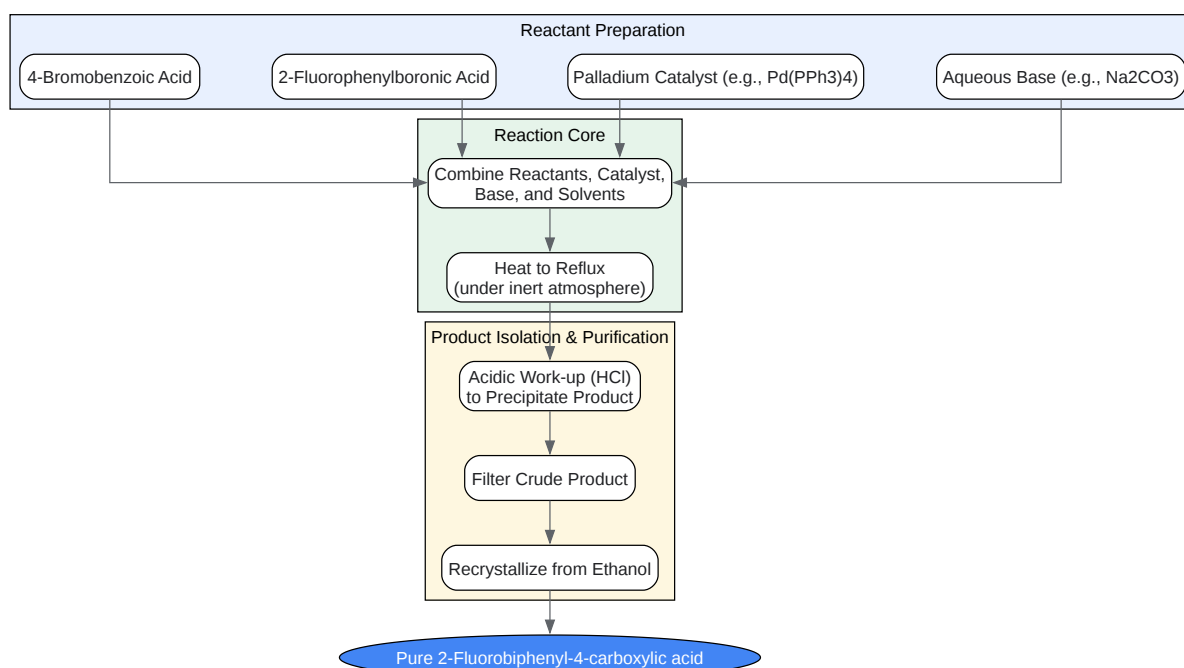 Reactant Preparation
4-Bromobenzoic Acid
2-Fluorophenylboronic Acid
Palladium Catalyst (e.g., Pd(PPh3)4)
Aqueous Base (e.g., Na2CO3)
Reaction Core
Combine Reactants, Catalyst,
Base, and Solvents
Heat to Reflux
(under inert atmosphere)
Product Isolation & Purification
Acidic Work-up (HCl)
to Precipitate Product
Filter Crude Product
Recrystallize from Ethanol
Pure 2-Fluorobiphenyl-4-carboxylic acid